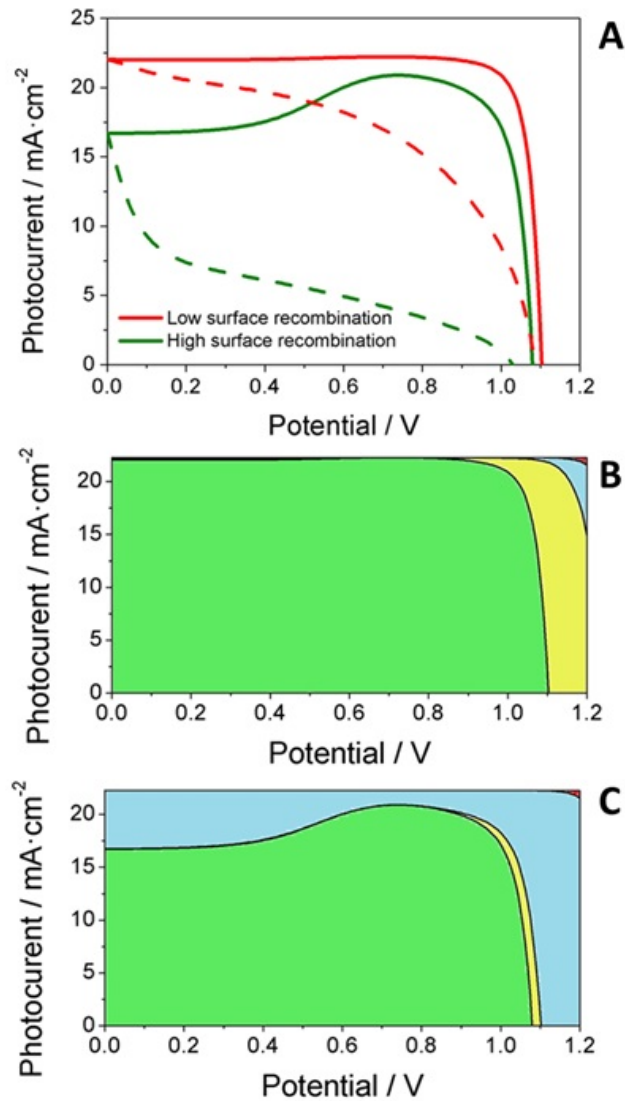 A
25
20
15
10
5
0
Photocurrent / mA·cm-2
Low surface recombination
High surface recombination
0.0 0.2 0.4 0.6 0.8 1.0 1.2
Potential / V
B
20
15
10
5
0
Photocurent / mA·cm-2
0.0 0.2 0.4 0.6 0.8 1.0 1.2
Potential / V
C
20
15
10
5
0
Photocurent / mA·cm-2
0.0 0.2 0.4 0.6 0.8 1.0 1.2
Potential / V